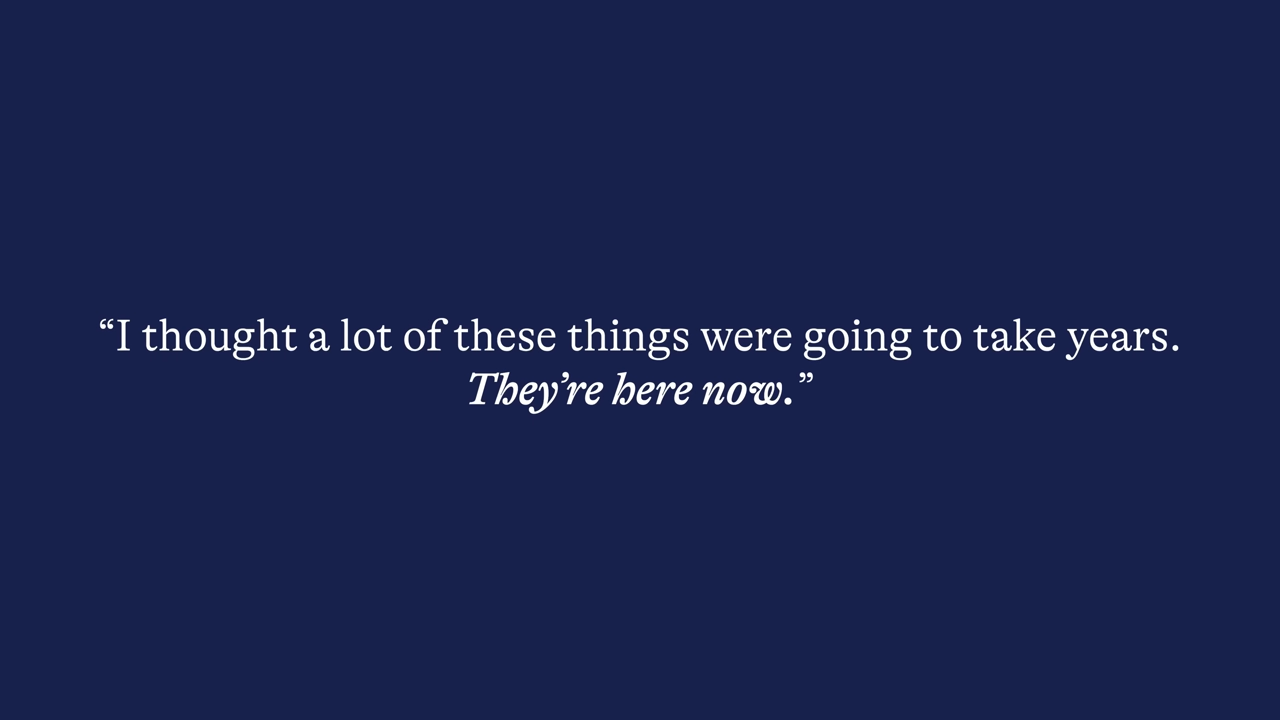 “I thought a lot of these things were going to take years.
They’re here now.”